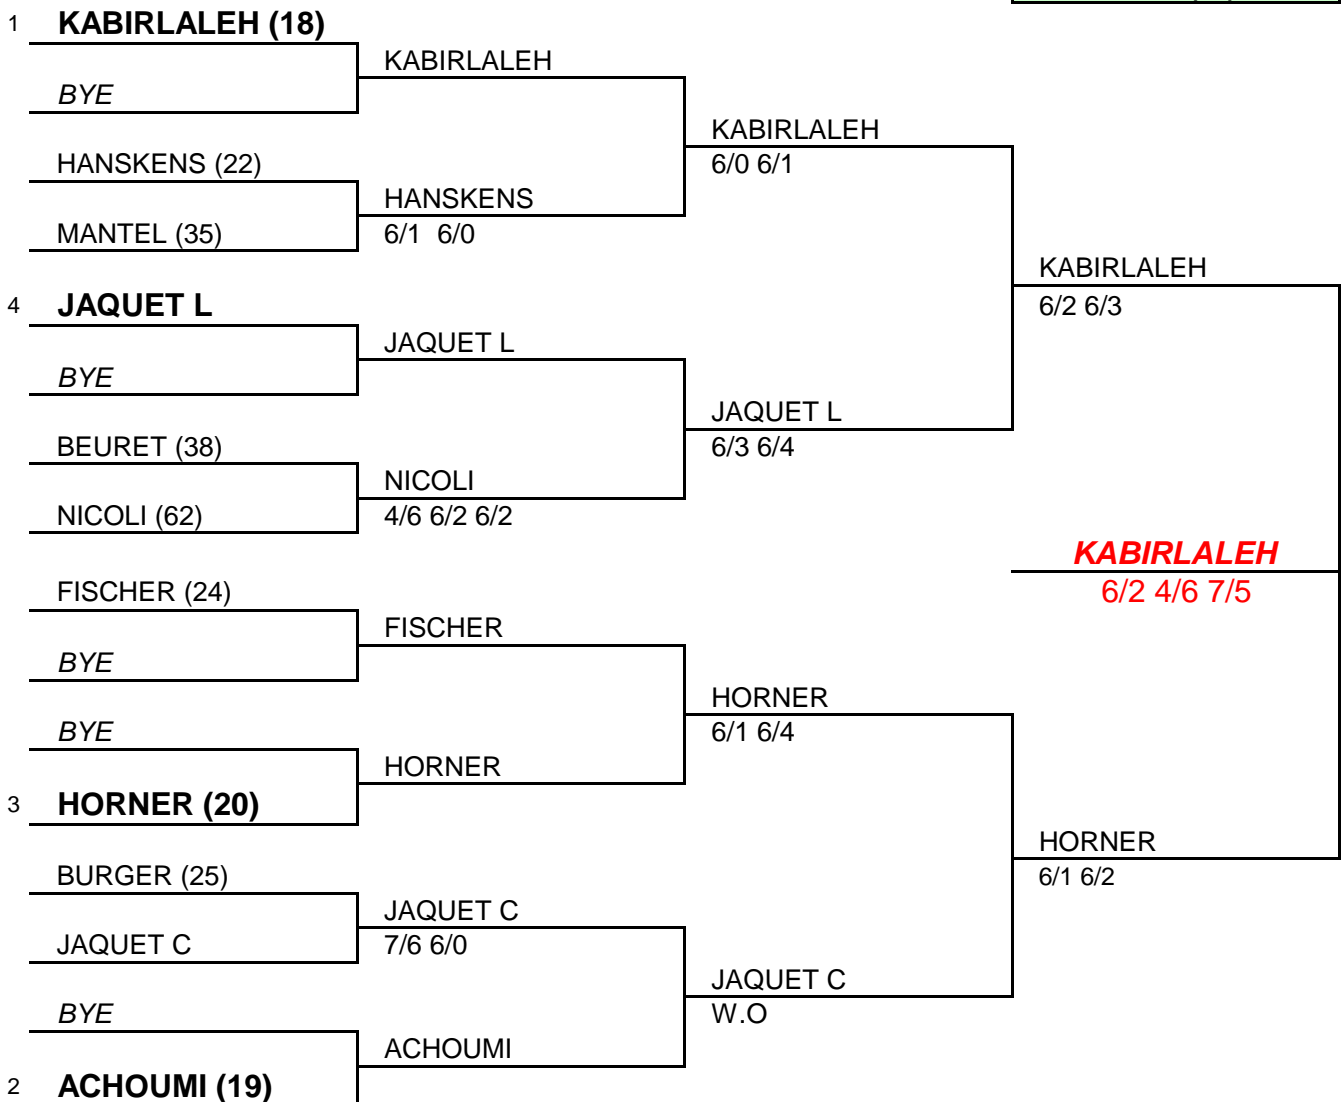 1 KABIRLALEH (18)
BYE
HANSKENS (22)
MANTEL (35)
4 JAQUET L
BYE
BEURET (38)
NICOLI (62)
FISCHER (24)
BYE
BYE
3 HORNER (20)
BURGER (25)
JAQUET C
BYE
2 ACHOUMI (19)
KABIRLALEH
HANSKENS
6/1 6/0
JAQUET L
NICOLI
4/6 6/2 6/2
FISCHER
HORNER
JAQUET C
7/6 6/0
ACHOUMI
KABIRLALEH
6/0 6/1
JAQUET L
6/3 6/4
HORNER
6/1 6/4
JAQUET C
W.O
KABIRLALEH
6/2 6/3
HORNER
6/1 6/2
KABIRLALEH
6/2 4/6 7/5